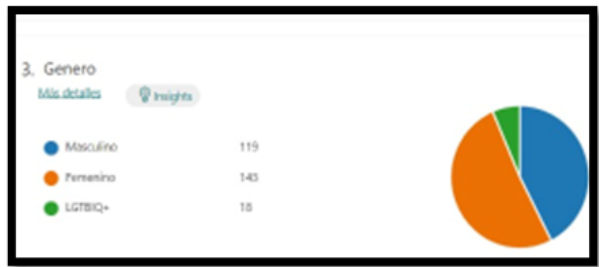 3. Genero
Más detalles
Insights
Masculino 119
Femenino 143
LGTBIQ+ 18